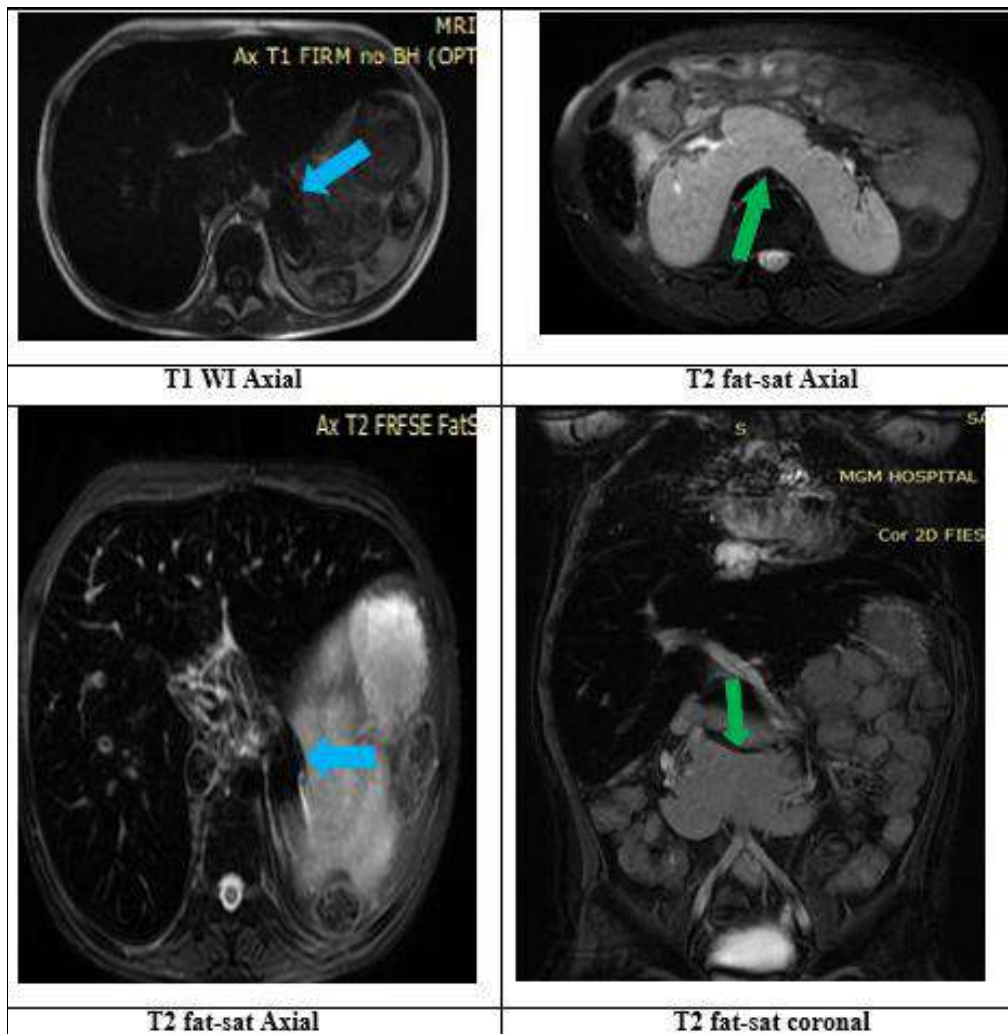 MRI
Ax T1 FIRM no BH (OPT
T1 WI Axial
T2 fat-sat Axial
Ax T2 FRFSE FatS
S
SA
MGM HOSPITAL
Cor 2D FIES
T2 fat-sat Axial
T2 fat-sat coronal